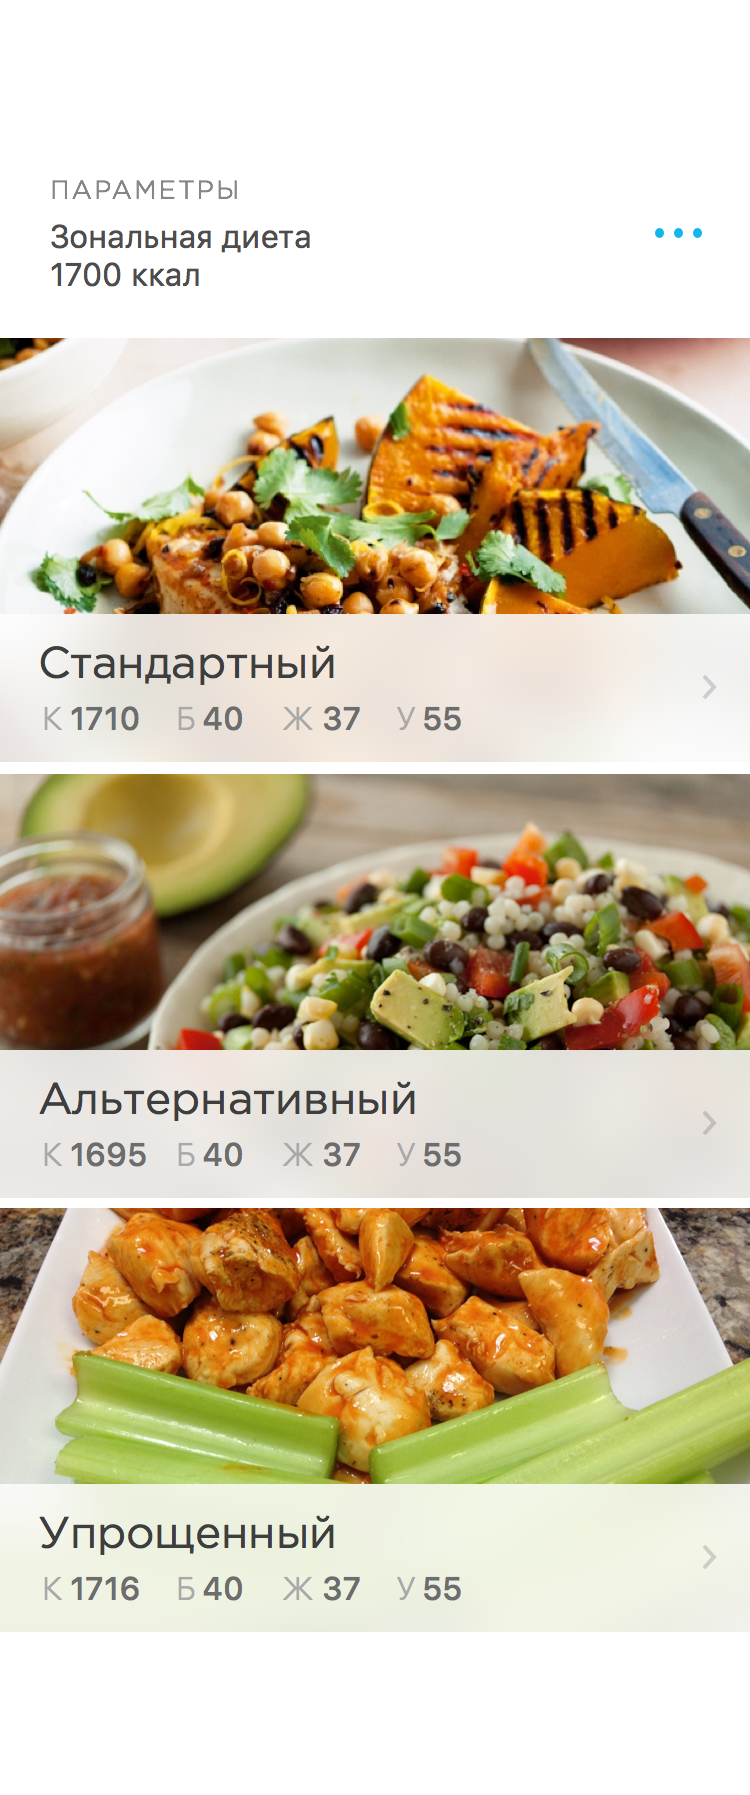 ПАРАМЕТРЫ
Зональная диета
1700 ккал
Стандартный
К 1710 Б 40 Ж 37 У 55
Альтернативный
К 1695 Б 40 Ж 37 У 55
Упрощенный
К 1716 Б 40 Ж 37 У 55